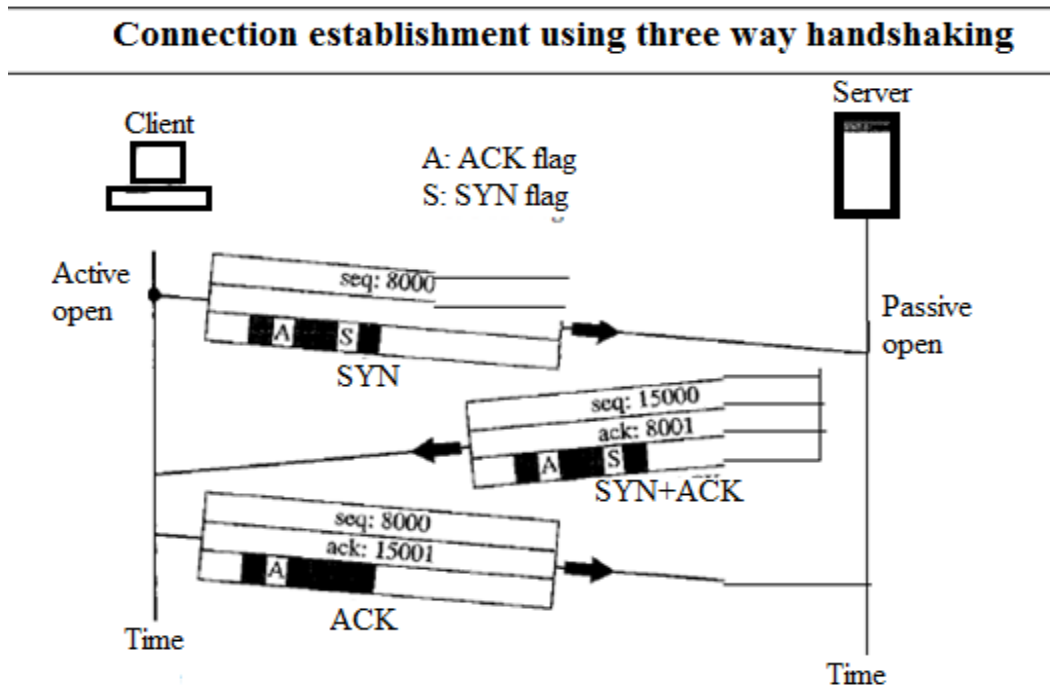 Connection establishment using three way handshaking
Server
Client
A: ACK flag
S: SYN flag
Active
open
seq: 8000
A S
SYN
Passive
open
seq: 15000
ack: 8001
A S
SYN+ACK
seq: 8000
ack: 15001
A
ACK
Time
Time